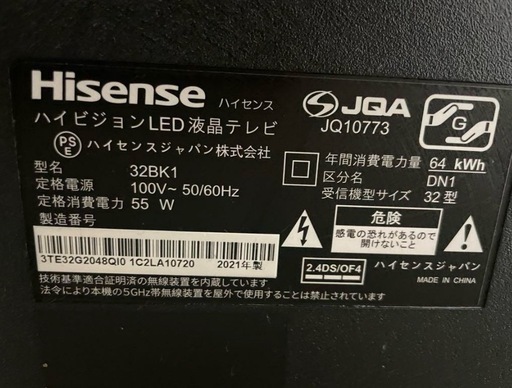 Hisense ハイセンス
ハイビジョンLED液晶テレビ
PSE ハイセンスジャパン株式会社
型名 32BK1
定格電源 100V~ 50/60Hz
定格消費電力 55 W
製造番号
3TE32G2048QI0 1C2LA10720 2021年製
S JQA
JQ10773
G
年間消費電力量 64 kWh
区分名 DN1
受信機型サイズ 32型
危険
感電の恐れがあるので
開けないこと
2.4DS/OF4
ハイセンスジャパン
MADE IN CHINA
技術基準適合証明済の無線装置を内蔵しています
法令により本機の5GHz帯無線装置を屋外で使用することは禁止されています。